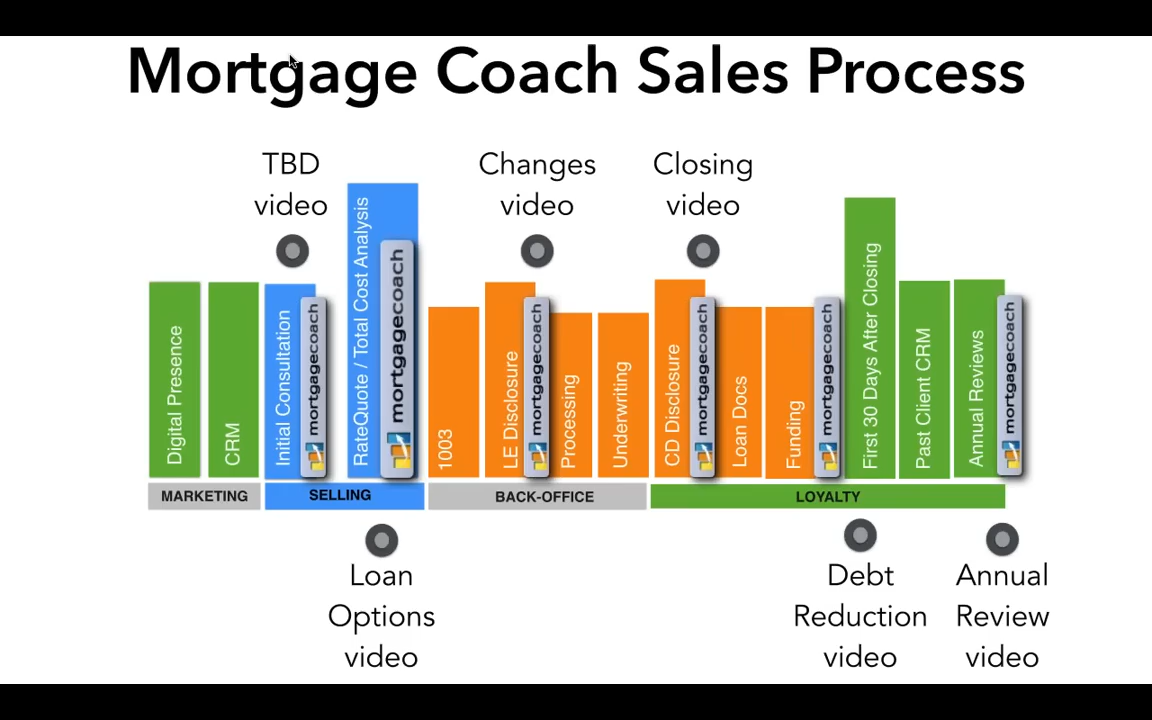 Mortgage Coach Sales Process
TBD
video
Changes
video
Closing
video
Digital Presence
CRM
Initial Consultation
mortgagecoach
RateQuote / Total Cost Analysis
mortgagecoach
1003
LE Disclosure
mortgagecoach
Processing
Underwriting
CD Disclosure
mortgagecoach
Loan Docs
Funding
mortgagecoach
First 30 Days After Closing
Past Client CRM
Annual Reviews
mortgagecoach
MARKETING
SELLING
BACK-OFFICE
LOYALTY
Loan
Options
video
Debt
Reduction
video
Annual
Review
video